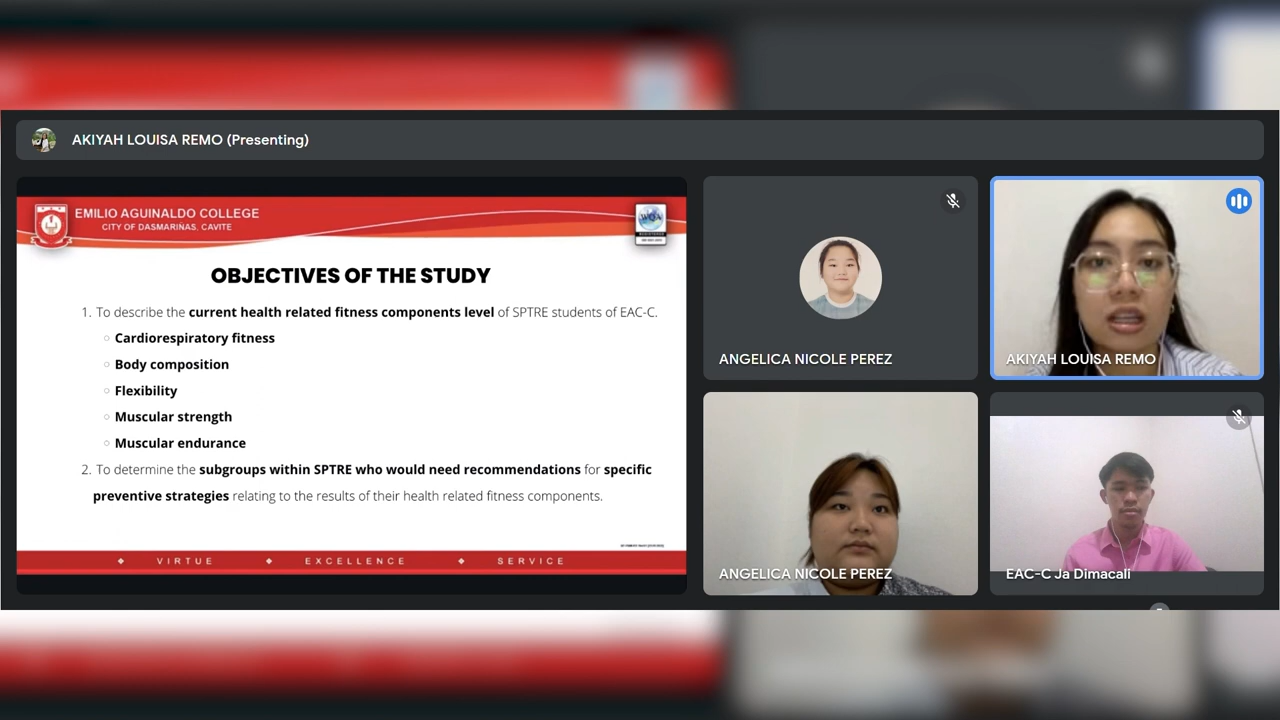 AKIYAH LOUISA REMO (Presenting)
EMILIO AGUINALDO COLLEGE
CITY OF DASMARIÑAS, CAVITE
WQA
OBJECTIVES OF THE STUDY
1. To describe the current health related fitness components level of SPTRE students of EAC-C.
○ Cardiorespiratory fitness
○ Body composition
○ Flexibility
○ Muscular strength
○ Muscular endurance
2. To determine the subgroups within SPTRE who would need recommendations for specific
preventive strategies relating to the results of their health related fitness components.
◆ VIRTUE ◆ EXCELLENCE ◆ SERVICE
ANGELICA NICOLE PEREZ
AKIYAH LOUISA REMO
ANGELICA NICOLE PEREZ
EAC-C Ja Dimacali